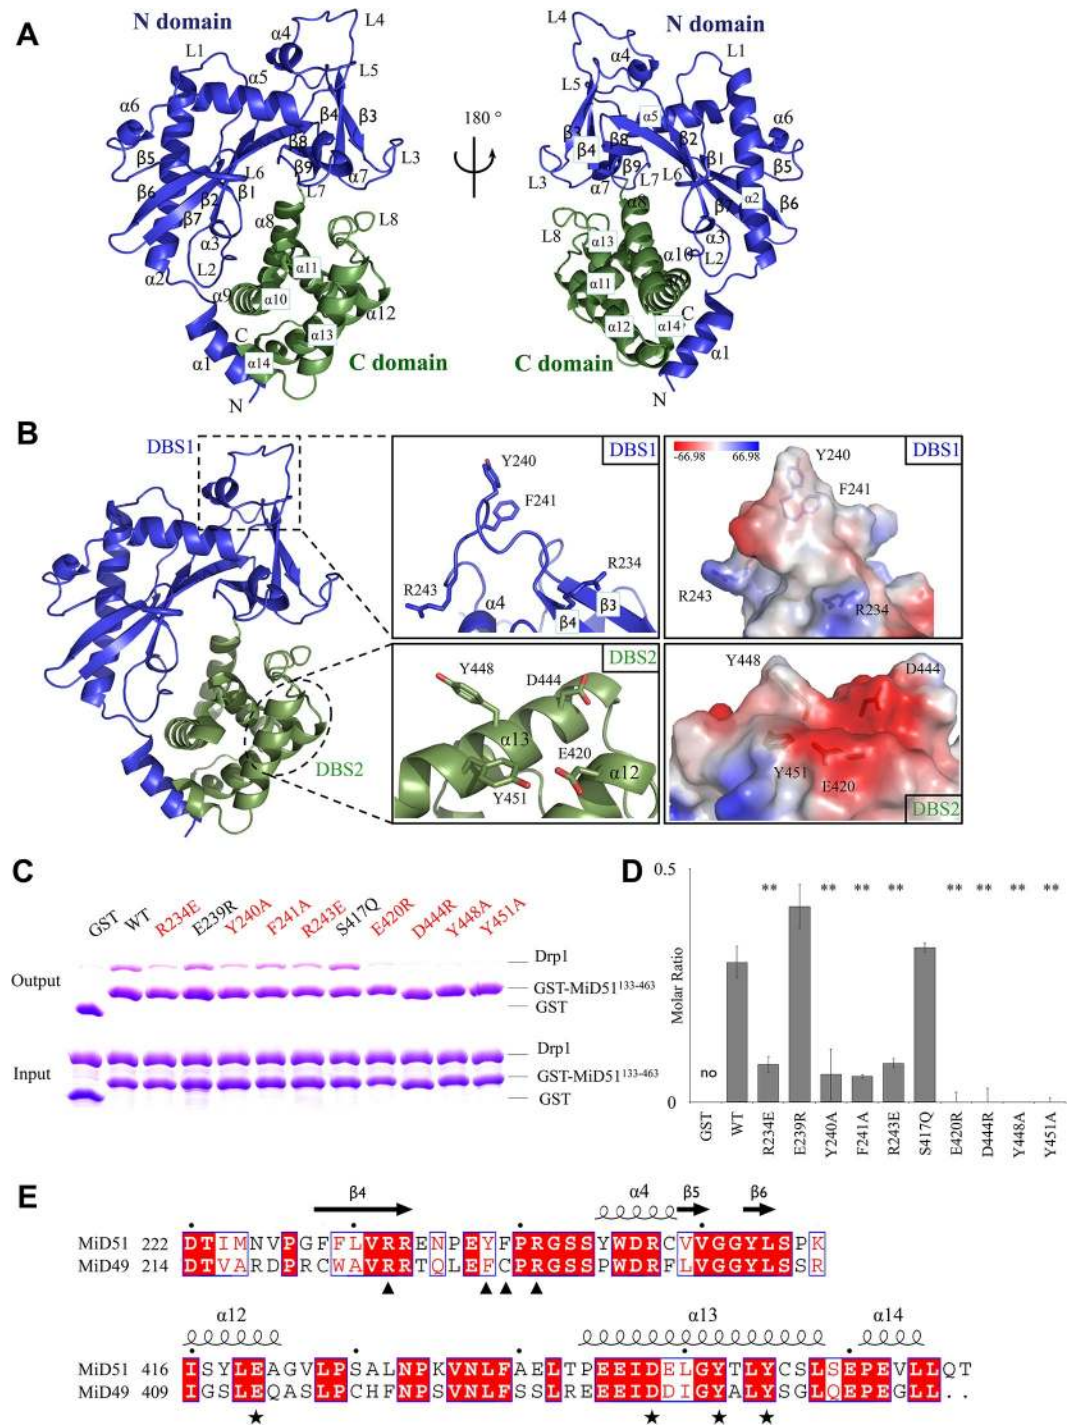 A
N domain
L4
L1
α4
α5
L5
α6
β4
β3
β8
β5
L6
β9
α7
L3
β6
β1
L7
β2
β7
α8
L8
α3
α2
L2
α11
α9
α10
α12
C
α13
α1
α14
C domain
N
180 °
L4
N domain
L1
α4
L5
α6
α5
β3
β8
β2
β4
β1
β5
β9
L3
α7
L7
L6
α2
β6
α8
β7
L8
α13
α3
α10
L2
α11
C
α12
α14
α1
C domain
N
B
DBS1
DBS2
DBS1
Y240
F241
R243
R234
α4
β3
β4
-66.98 66.98
DBS1
Y240
F241
R243
R234
DBS2
Y448
D444
α13
E420
α12
Y451
Y448
D444
Y451
E420
DBS2
C
GST WT R234E E239R Y240A F241A R243E S417Q E420R D444R Y448A Y451A
Output
Drp1
GST-MiD51133-463
GST
Input
Drp1
GST-MiD51133-463
GST
D
0.5
** ** ** ** ** ** ** **
Molar Ratio
no
0
GST WT R234E E239R Y240A F241A R243E S417Q E420R D444R Y448A Y451A
E
β4 α4 β5 β6
MiD51 222 DTIMNVPGFFLVRRENPEYFPRGSSYWDRCVVGGYLSPK
MiD49 214 DTVARDPRCWAVRRTQLEFCPRGSSPWDRFLVGGYLSSR
α12 α13 α14
MiD51 416 ISYLEAGVLPSALNPKVNLFAELTPEEIDELGYTLYCSLSEPEVLLQT
MiD49 409 IGSLEQASLPCHFNPSVNLFSSLREEEIDDIGYALYSGLQEPEGLL..